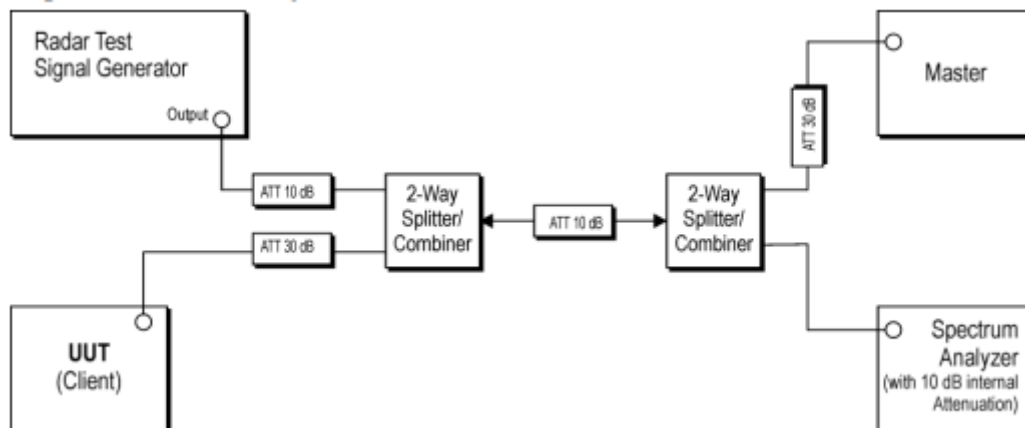 Radar Test
Signal Generator
Output
ATT 10 dB
ATT 30 dB
UUT
(Client)
2-Way
Splitter/
Combiner
ATT 10 dB
2-Way
Splitter/
Combiner
ATT 30 dB
Master
Spectrum
Analyzer
(with 10 dB internal
Attenuation)